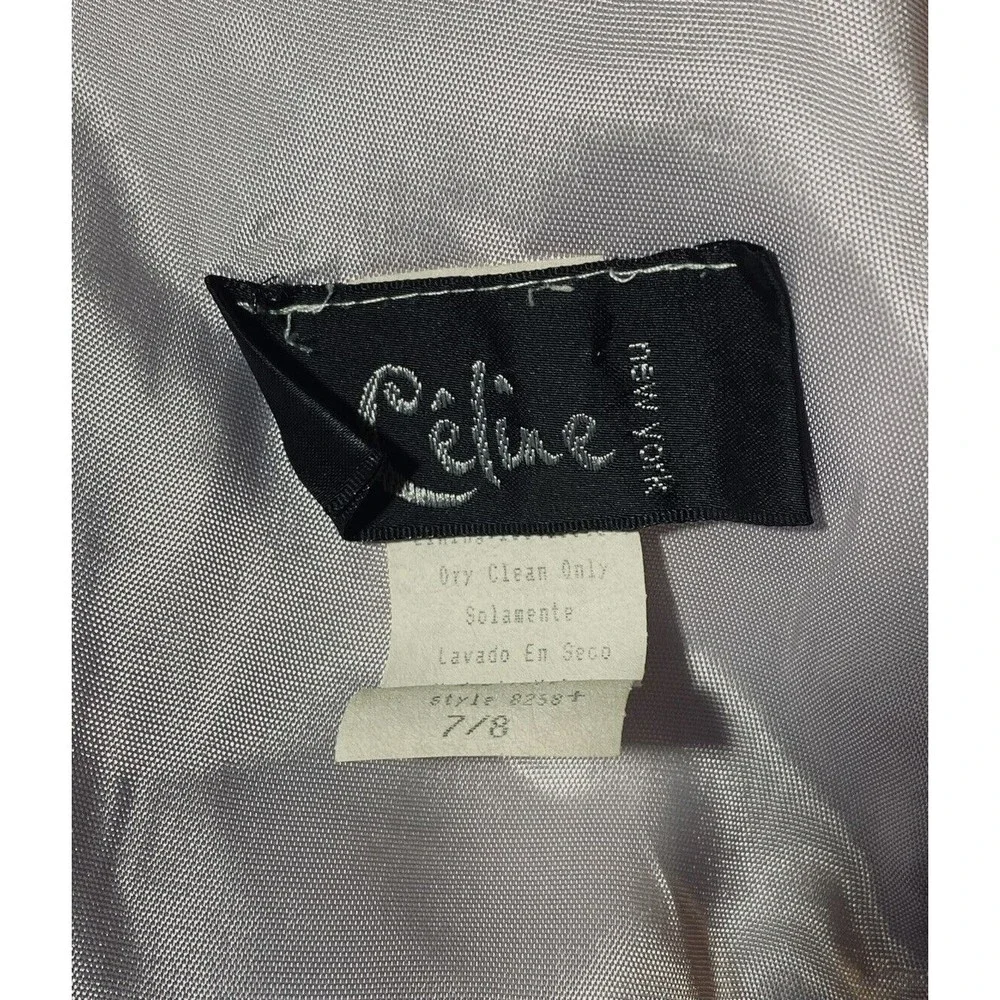 Céline
new york
Dry Clean Only
Solamente
Lavado En Seco
style 8258+
7/8